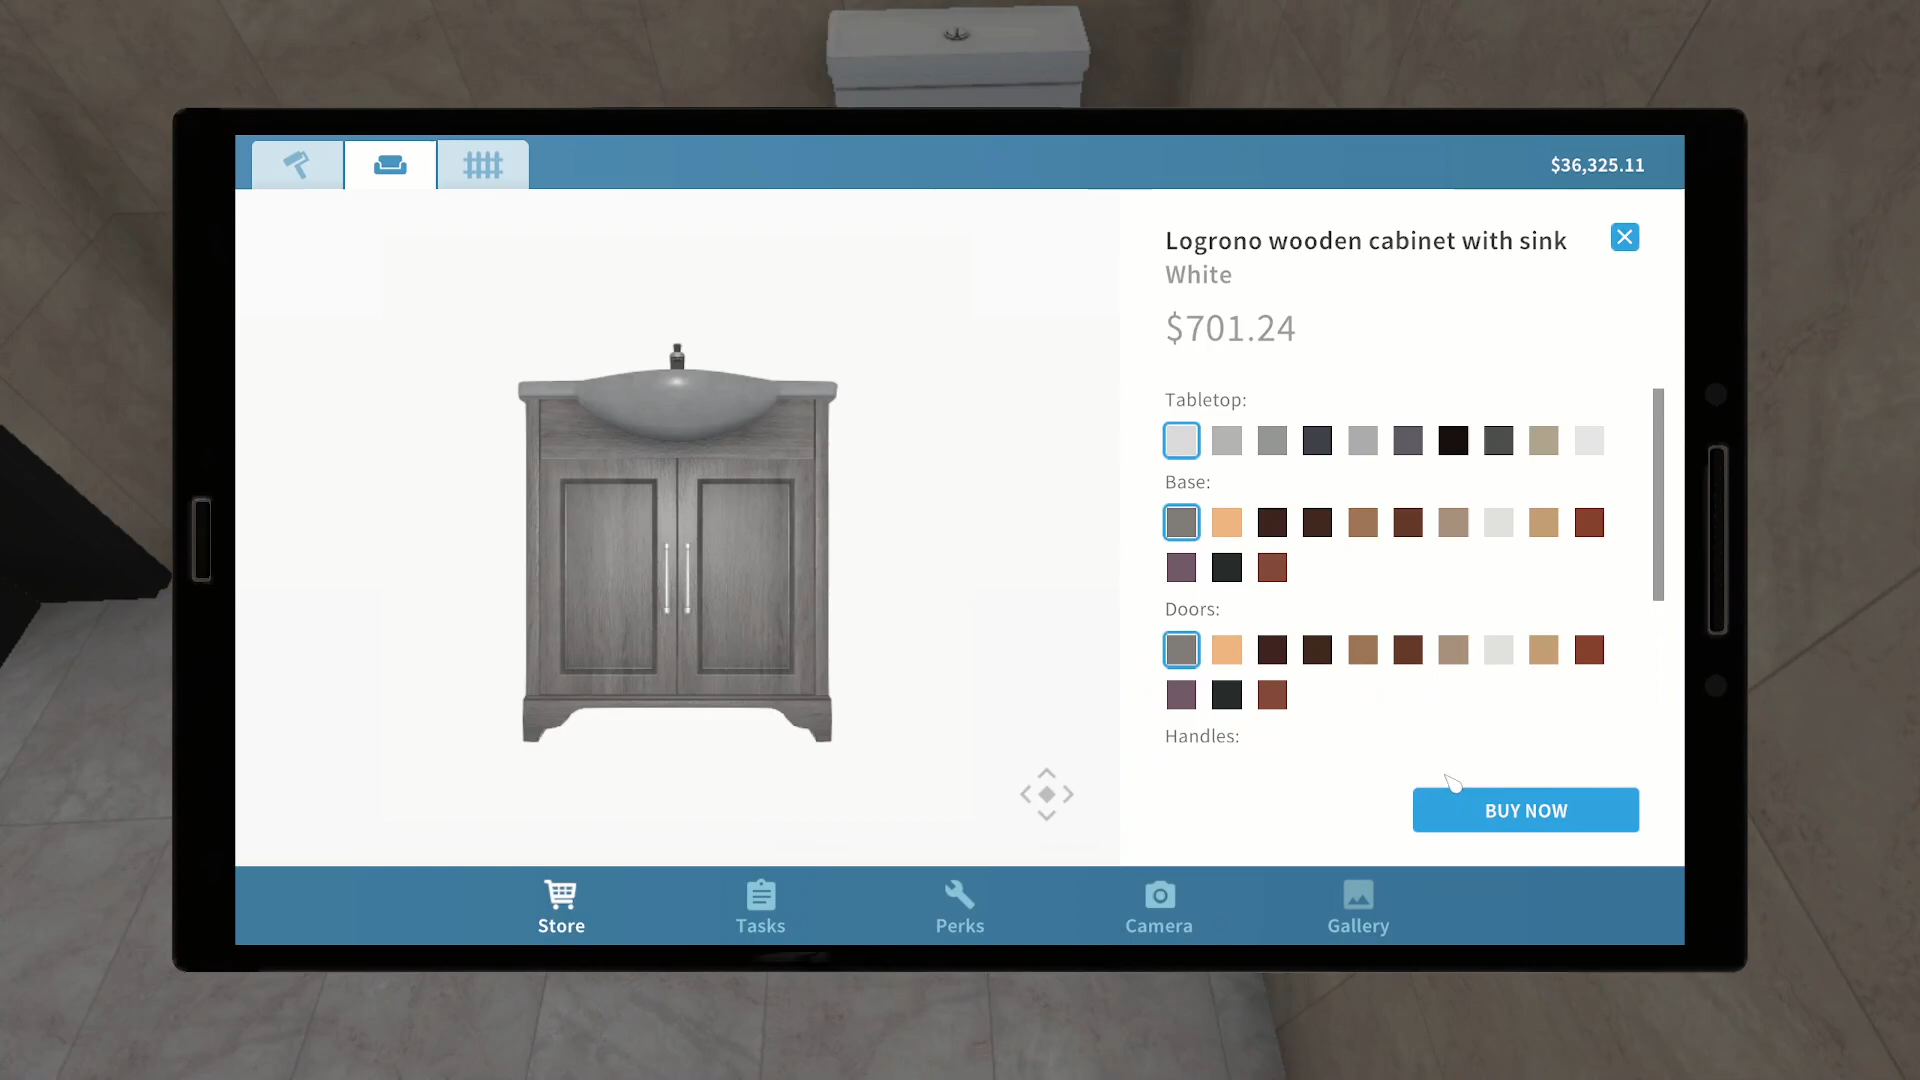 $36,325.11
Logrono wooden cabinet with sink
White
$701.24
Tabletop:
Base:
Doors:
Handles:
BUY NOW
Store
Tasks
Perks
Camera
Gallery